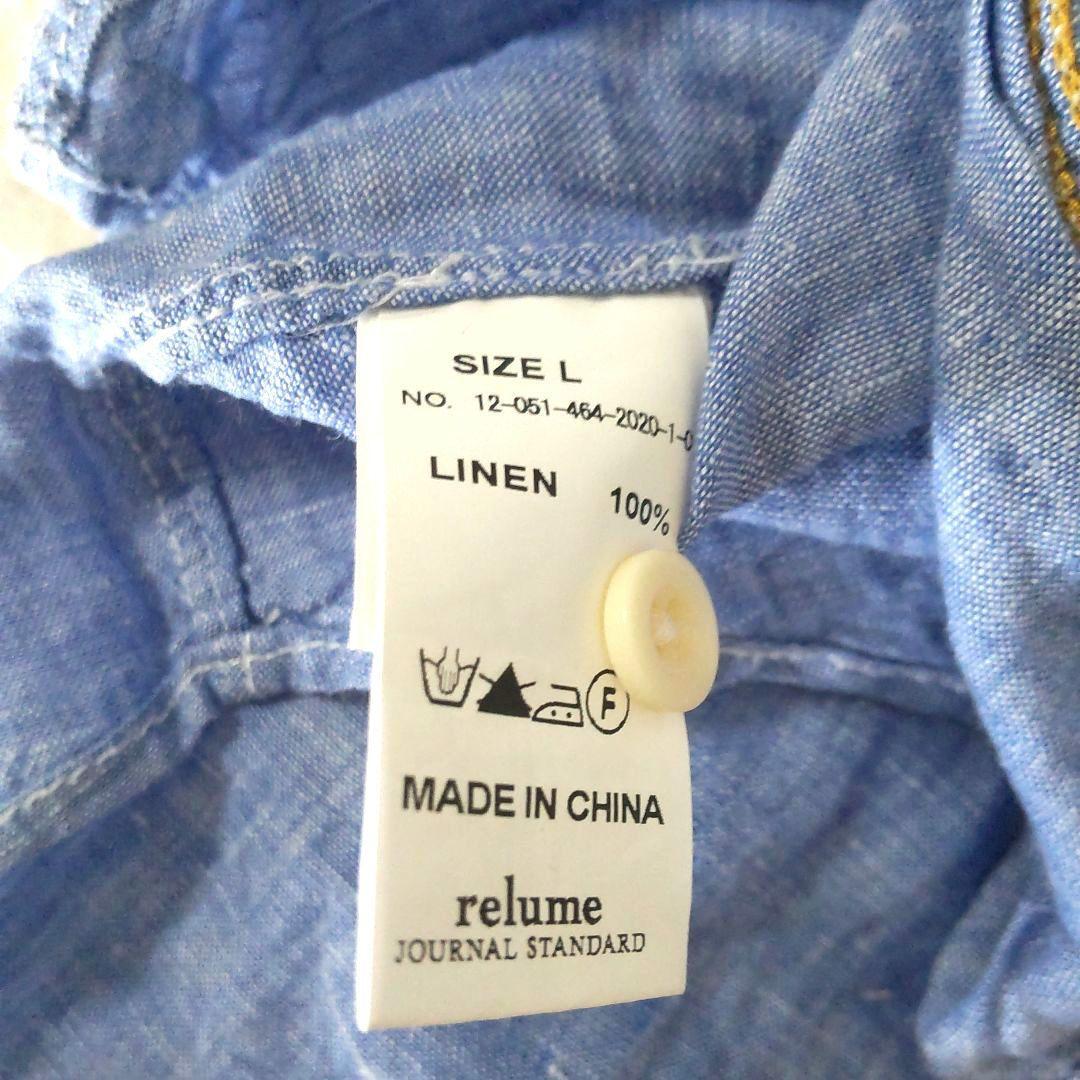 SIZE L
NO. 12-051-464-2020-1-0
LINEN 100%
F
MADE IN CHINA
relume
JOURNAL STANDARD